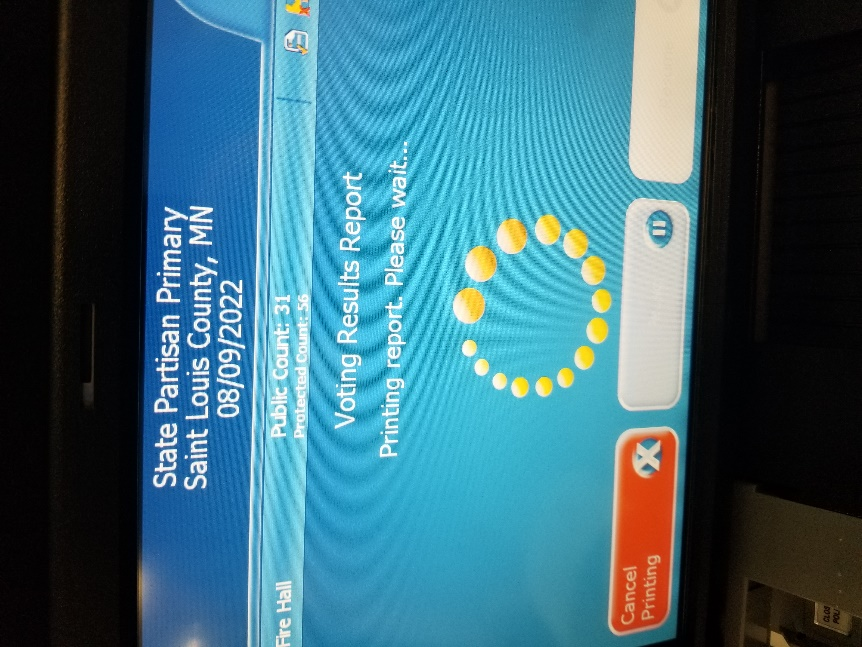 State Partisan Primary
Saint Louis County, MN
08/09/2022
Fire Hall
Public Count: 31
Protected Count: 56
Voting Results Report
Printing report. Please wait...
Cancel
Printing